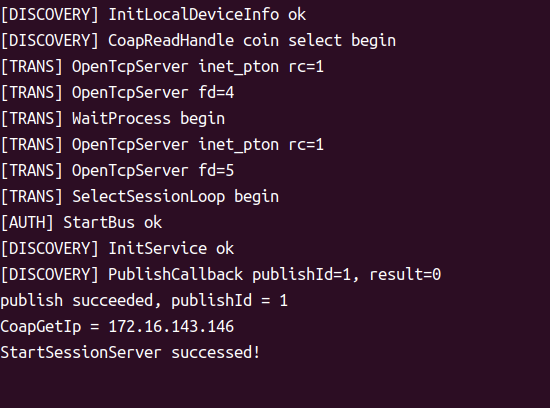 [DISCOVERY] InitLocalDeviceInfo ok
[DISCOVERY] CoapReadHandle coin select begin
[TRANS] OpenTcpServer inet_pton rc=1
[TRANS] OpenTcpServer fd=4
[TRANS] WaitProcess begin
[TRANS] OpenTcpServer inet_pton rc=1
[TRANS] OpenTcpServer fd=5
[TRANS] SelectSessionLoop begin
[AUTH] StartBus ok
[DISCOVERY] InitService ok
[DISCOVERY] PublishCallback publishId=1, result=0
publish succeeded, publishId = 1
CoapGetIp = 172.16.143.146
StartSessionServer successed!